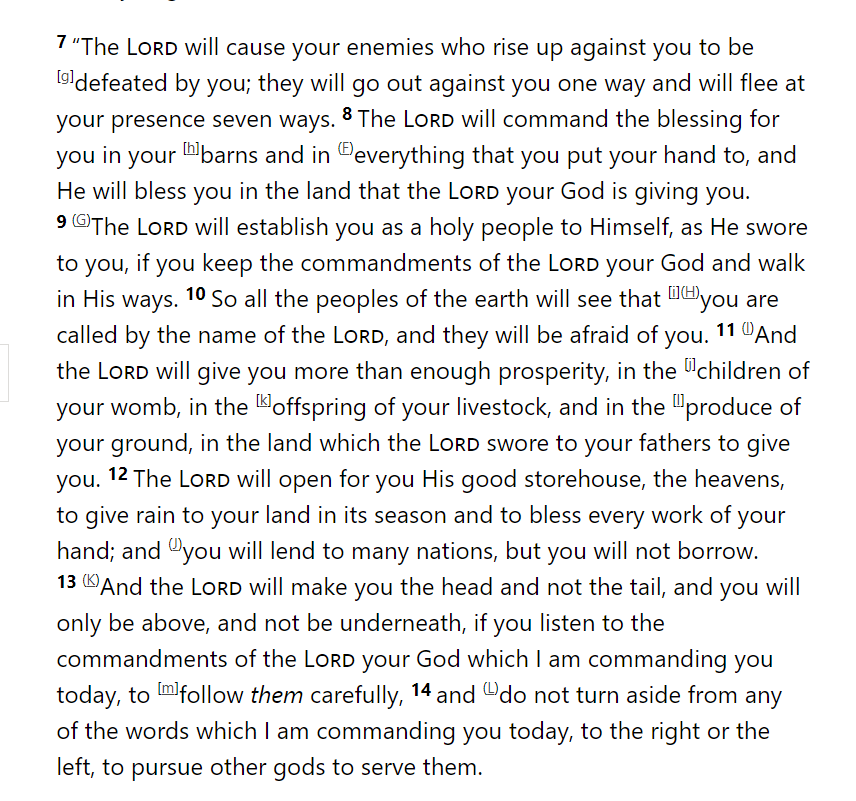 7 “The LORD will cause your enemies who rise up against you to be
[g]defeated by you; they will go out against you one way and will flee at
your presence seven ways. 8 The LORD will command the blessing for
you in your [h]barns and in (F)everything that you put your hand to, and
He will bless you in the land that the LORD your God is giving you.
9 (G)The LORD will establish you as a holy people to Himself, as He swore
to you, if you keep the commandments of the LORD your God and walk
in His ways. 10 So all the peoples of the earth will see that [i](H)you are
called by the name of the LORD, and they will be afraid of you. 11 (I)And
the LORD will give you more than enough prosperity, in the [j]children of
your womb, in the [k]offspring of your livestock, and in the [l]produce of
your ground, in the land which the LORD swore to your fathers to give
you. 12 The LORD will open for you His good storehouse, the heavens,
to give rain to your land in its season and to bless every work of your
hand; and (J)you will lend to many nations, but you will not borrow.
13 (K)And the LORD will make you the head and not the tail, and you will
only be above, and not be underneath, if you listen to the
commandments of the LORD your God which I am commanding you
today, to [m]follow them carefully, 14 and (L)do not turn aside from any
of the words which I am commanding you today, to the right or the
left, to pursue other gods to serve them.